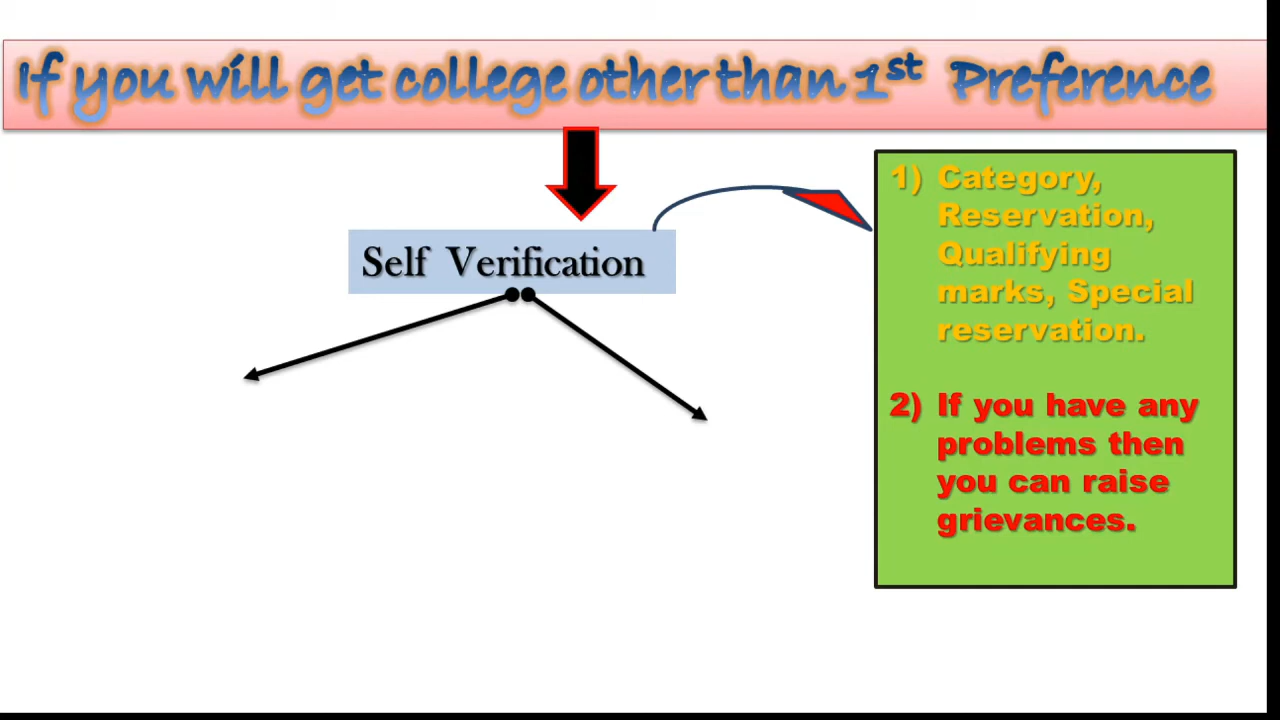 If you will get college other than 1st Preference
Self Verification
1) Category,
Reservation,
Qualifying
marks, Special
reservation.
2) If you have any
problems then
you can raise
grievances.